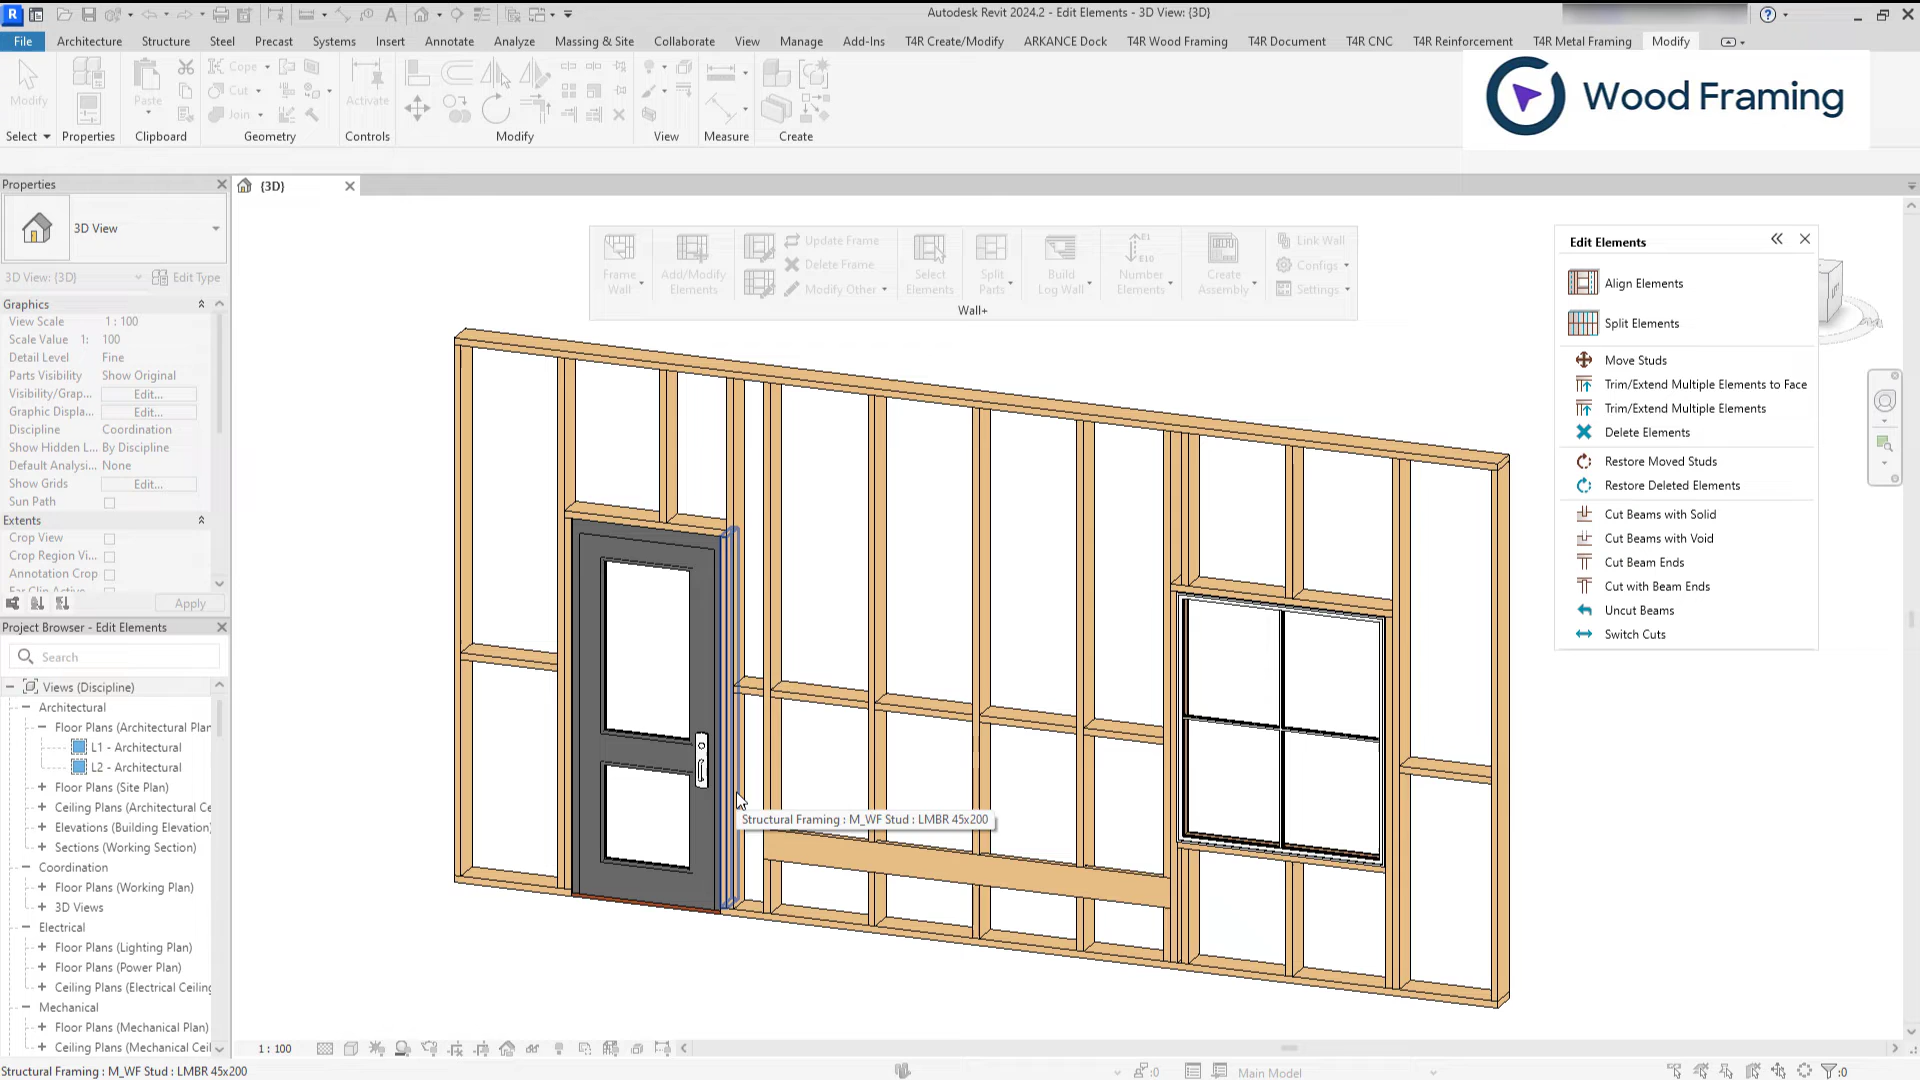 Autodesk Revit 2024.2 - Edit Elements - 3D View: {3D}
File Architecture Structure Steel Precast Systems Insert Annotate Analyze Massing & Site Collaborate View Manage Add-Ins T4R Create/Modify ARKANCE Dock T4R Wood Framing T4R Document T4R CNC T4R Reinforcement T4R Metal Framing Modify
Modify
Paste
Cope
Cut
Join
Activate
Select Properties Clipboard Geometry Controls Modify View Measure Create
Wood Framing
Properties
3D View
3D View: {3D} Edit Type
Graphics
View Scale 1 : 100
Scale Value 1: 100
Detail Level Fine
Parts Visibility Show Original
Visibility/Grap... Edit...
Graphic Displa... Edit...
Discipline Coordination
Show Hidden L... By Discipline
Default Analysi... None
Show Grids Edit...
Sun Path
Extents
Crop View
Crop Region Vi...
Annotation Crop
Far Clip Active
Apply
Project Browser - Edit Elements
Search
Views (Discipline)
Architectural
Floor Plans (Architectural Plan
L1 - Architectural
L2 - Architectural
Floor Plans (Site Plan)
Ceiling Plans (Architectural Ce
Elevations (Building Elevation)
Sections (Working Section)
Coordination
Floor Plans (Working Plan)
3D Views
Electrical
Floor Plans (Lighting Plan)
Floor Plans (Power Plan)
Ceiling Plans (Electrical Ceiling
Mechanical
Floor Plans (Mechanical Plan)
Ceiling Plans (Mechanical Ceil
{3D}
Frame Wall
Add/Modify Elements
Update Frame
Delete Frame
Modify Other
Select Elements
Split Parts
Build Log Wall
E1
E10
Number Elements
Create Assembly
Link Wall
Configs
Settings
Wall+
Edit Elements
Align Elements
Split Elements
Move Studs
Trim/Extend Multiple Elements to Face
Trim/Extend Multiple Elements
Delete Elements
Restore Moved Studs
Restore Deleted Elements
Cut Beams with Solid
Cut Beams with Void
Cut Beam Ends
Cut with Beam Ends
Uncut Beams
Switch Cuts
Structural Framing : M_WF Stud : LMBR 45x200
1 : 100
Structural Framing : M_WF Stud : LMBR 45x200
:0
Main Model
:0